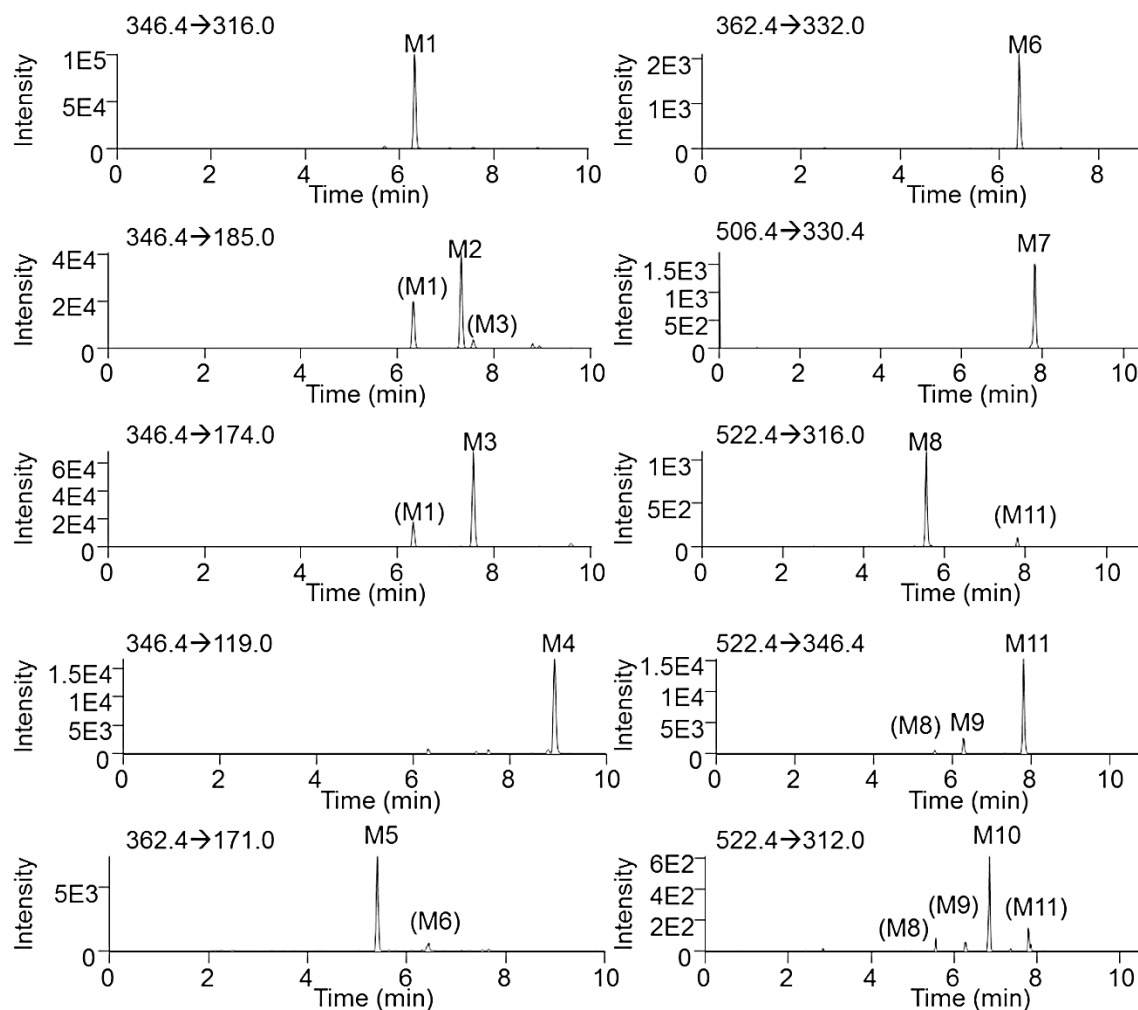 346.4→316.0
M1
Intensity
1E5
5E4
0
0 2 4 6 8 10
Time (min)
362.4→332.0
M6
Intensity
2E3
1E3
0
0 2 4 6 8
Time (min)
346.4→185.0
M2
(M1)
(M3)
Intensity
4E4
2E4
0
0 2 4 6 8 10
Time (min)
506.4→330.4
M7
Intensity
1.5E3
1E3
5E2
0
0 2 4 6 8 10
Time (min)
346.4→174.0
M3
(M1)
Intensity
6E4
4E4
2E4
0
0 2 4 6 8 10
Time (min)
522.4→316.0
M8
(M11)
Intensity
1E3
5E2
0
0 2 4 6 8 10
Time (min)
346.4→119.0
M4
Intensity
1.5E4
1E4
5E3
0
0 2 4 6 8 10
Time (min)
522.4→346.4
M11
(M8) M9
Intensity
1.5E4
1E4
5E3
0
0 2 4 6 8 10
Time (min)
362.4→171.0
M5
(M6)
Intensity
5E3
0
0 2 4 6 8 10
Time (min)
522.4→312.0
M10
(M8)
(M9)
(M11)
Intensity
6E2
4E2
2E2
0
0 2 4 6 8 10
Time (min)